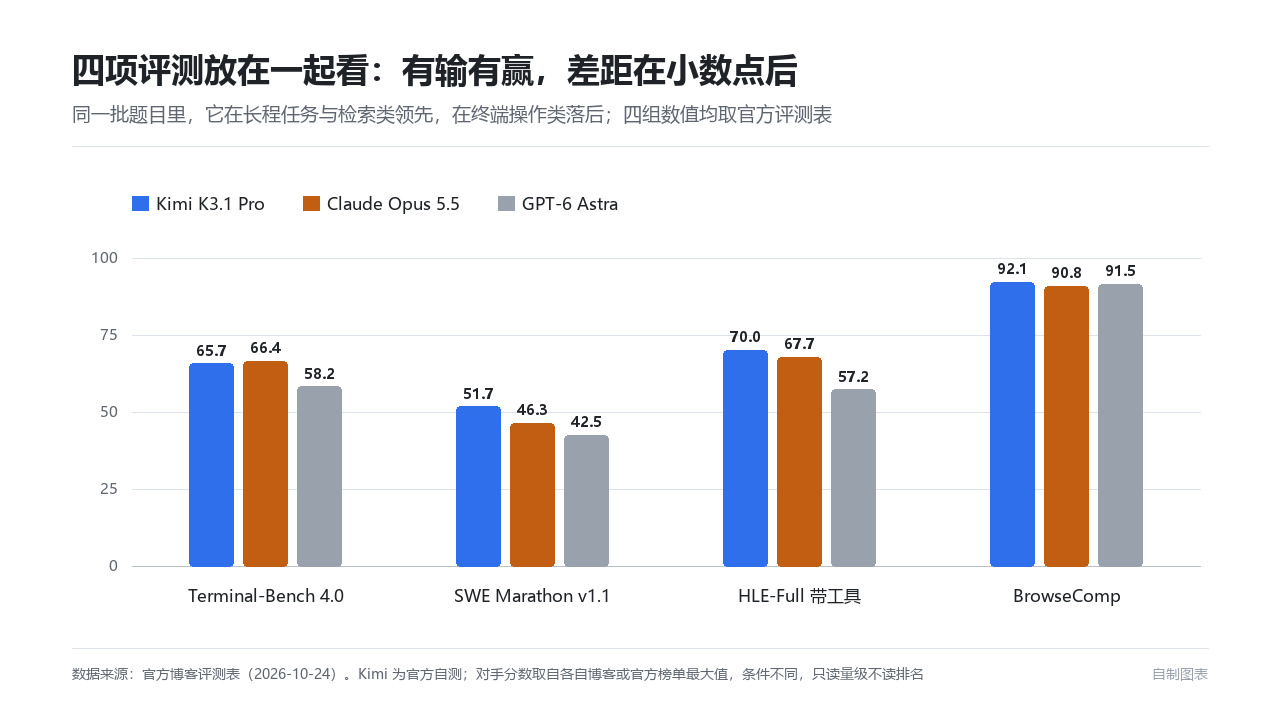 四项评测放在一起看：有输有赢，差距在小数点后
同一批题目里，它在长程任务与检索类领先，在终端操作类落后；四组数值均取官方评测表
Kimi K3.1 Pro
Claude Opus 5.5
GPT-6 Astra
100
75
50
25
0
65.7
66.4
58.2
51.7
46.3
42.5
70.0
67.7
57.2
92.1
90.8
91.5
Terminal-Bench 4.0
SWE Marathon v1.1
HLE-Full 带工具
BrowseComp
数据来源：官方博客评测表（2026-10-24）。Kimi 为官方自测；对手分数取自各自博客或官方榜单最大值，条件不同，只读量级不读排名
自制图表